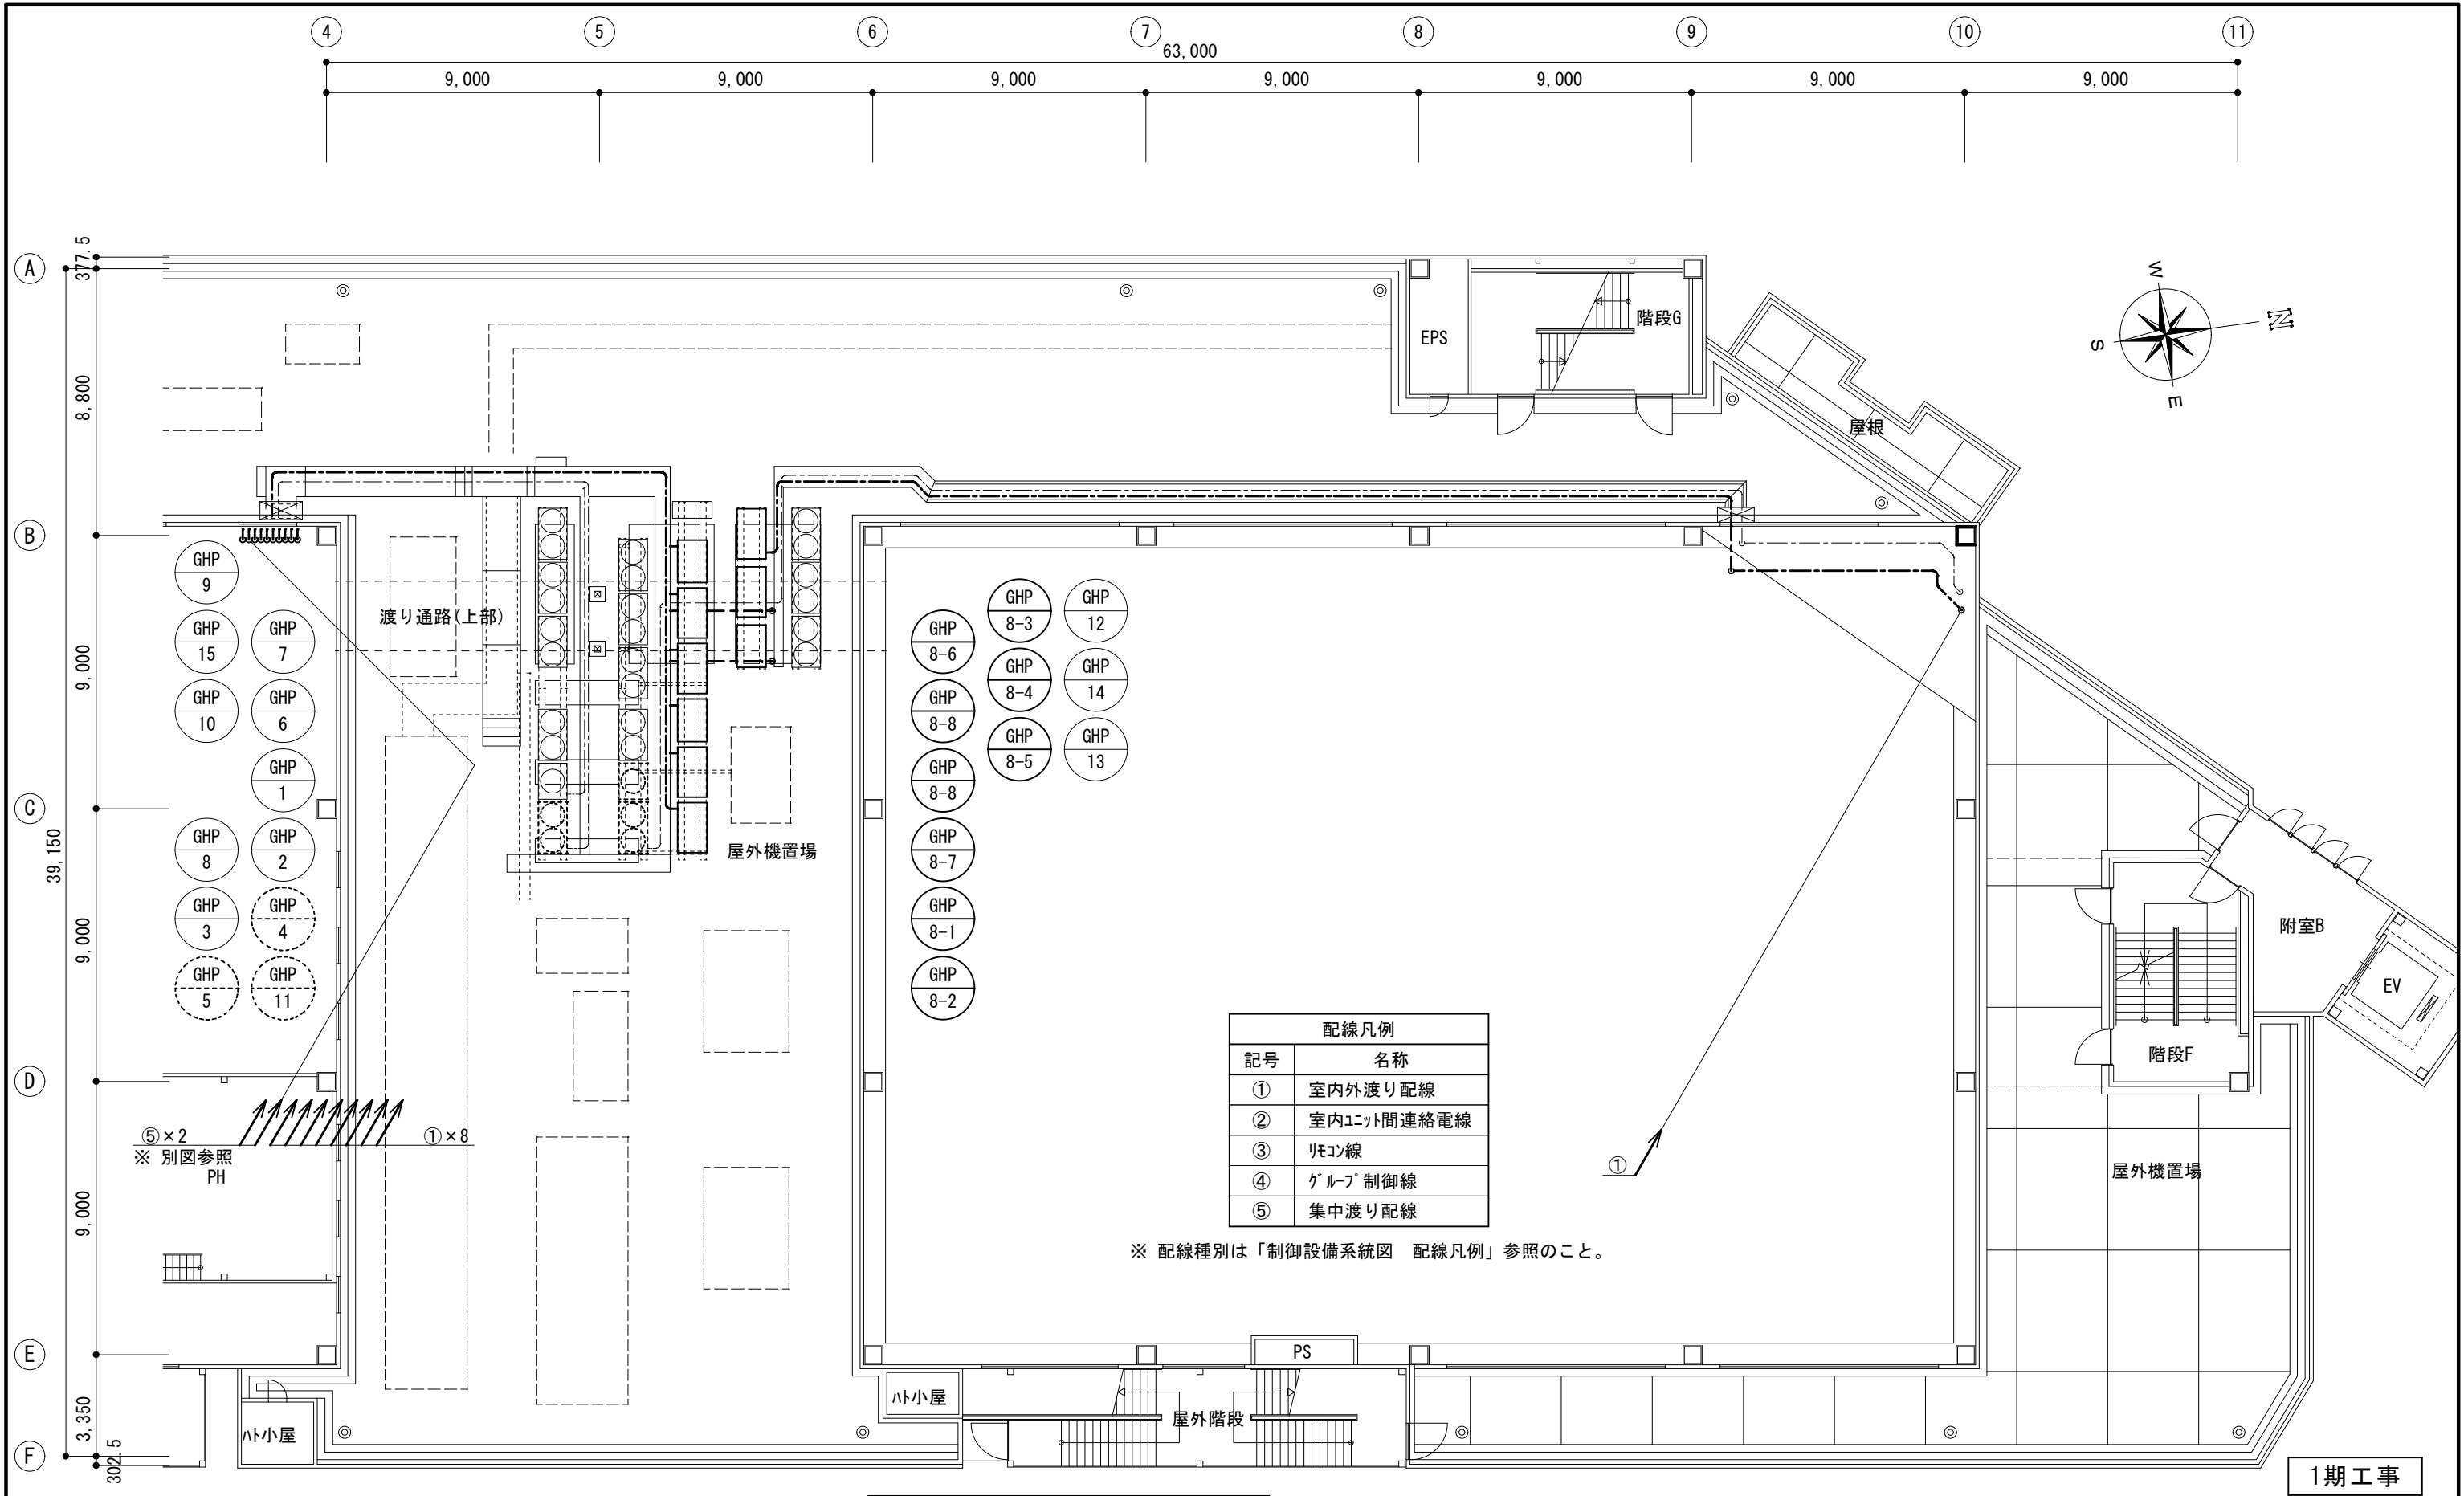 4 5 6 7 8 9 10 11
63,000
9,000 9,000 9,000 9,000 9,000 9,000 9,000
A
377.5
8,800
B
9,000
C
39,150
9,000
D
9,000
E
3,350
F
302.5
W
N
S
E
EPS
階段G
屋根
GHP
9
GHP
15
GHP
7
GHP
10
GHP
6
GHP
1
GHP
8
GHP
2
GHP
3
GHP
4
GHP
5
GHP
11
渡り通路(上部)
屋外機置場
GHP
8-6
GHP
8-3
GHP
12
GHP
8-8
GHP
8-4
GHP
14
GHP
8-8
GHP
8-5
GHP
13
GHP
8-7
GHP
8-1
GHP
8-2
⑤×2
①×8
※ 別図参照
PH
配線凡例
記号 名称
① 室内外渡り配線
② 室内ユニット間連絡電線
③ リモコン線
④ グループ制御線
⑤ 集中渡り配線
※ 配線種別は「制御設備系統図 配線凡例」参照のこと。
①
附室B
EV
階段F
屋外機置場
PS
ハト小屋
屋外階段
ハト小屋
1期工事